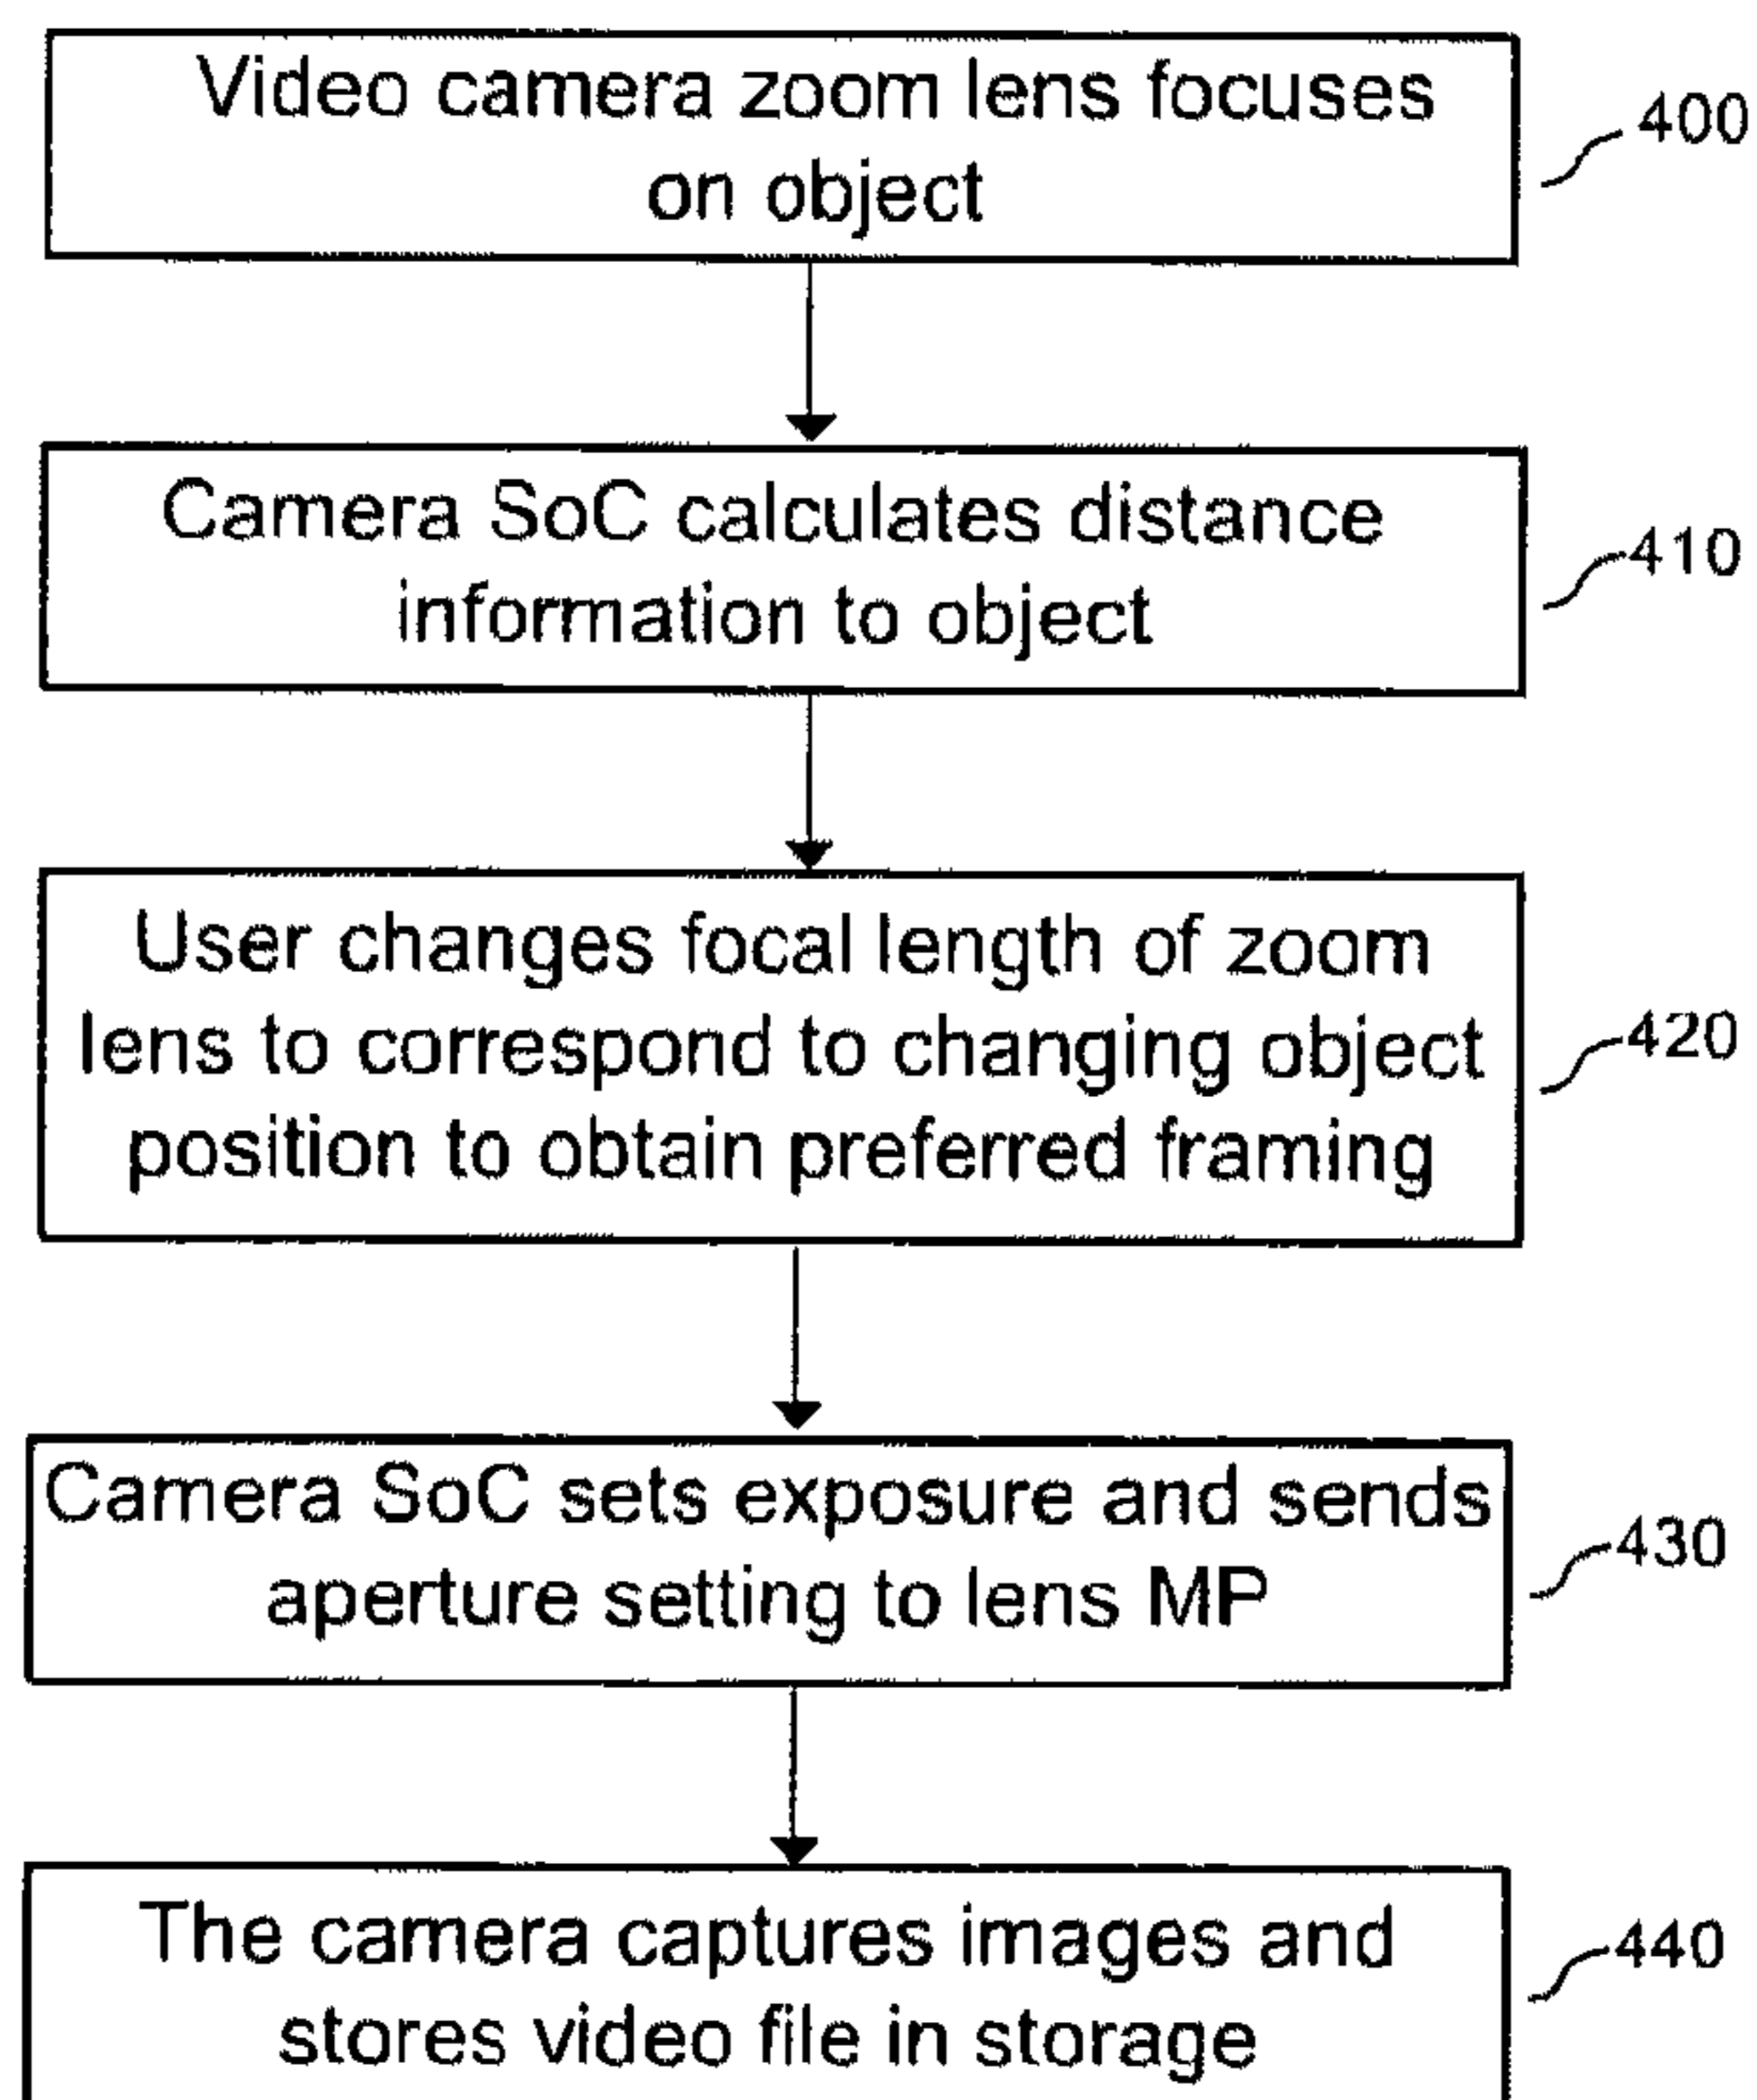 Video camera zoom lens focuses
on object
400
Camera SoC calculates distance
information to object
410
User changes focal length of zoom
lens to correspond to changing object
position to obtain preferred framing
420
Camera SoC sets exposure and sends
aperture setting to lens MP
430
The camera captures images and
stores video file in storage
440